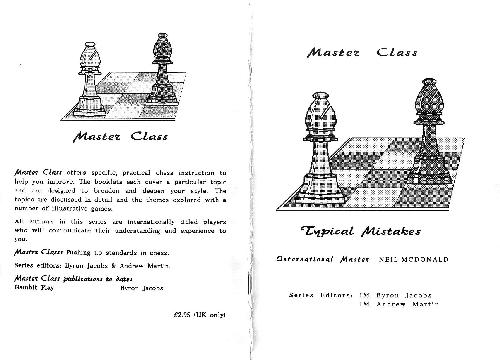 Master Class
Master Class offers specific, practical chess instruction to
help you improve. The booklets each cover a particular topic
and are designed to broaden and deepen your style. The
topics are discussed in detail and the themes explored with a
number of illustrative games.
All authors in this series are internationally titled players
who will communicate their understanding and experience to
you.
Master Class: Pushing up standards in chess.
Series editors: Byron Jacobs & Andrew Martin.
Master Class publications to date:
Gambit Play Byron Jacobs
£2.95 (UK only)
Master Class
Typical Mistakes
International Master NEIL MCDONALD
Series Editors: IM Byron Jacobs
IM Andrew Martin